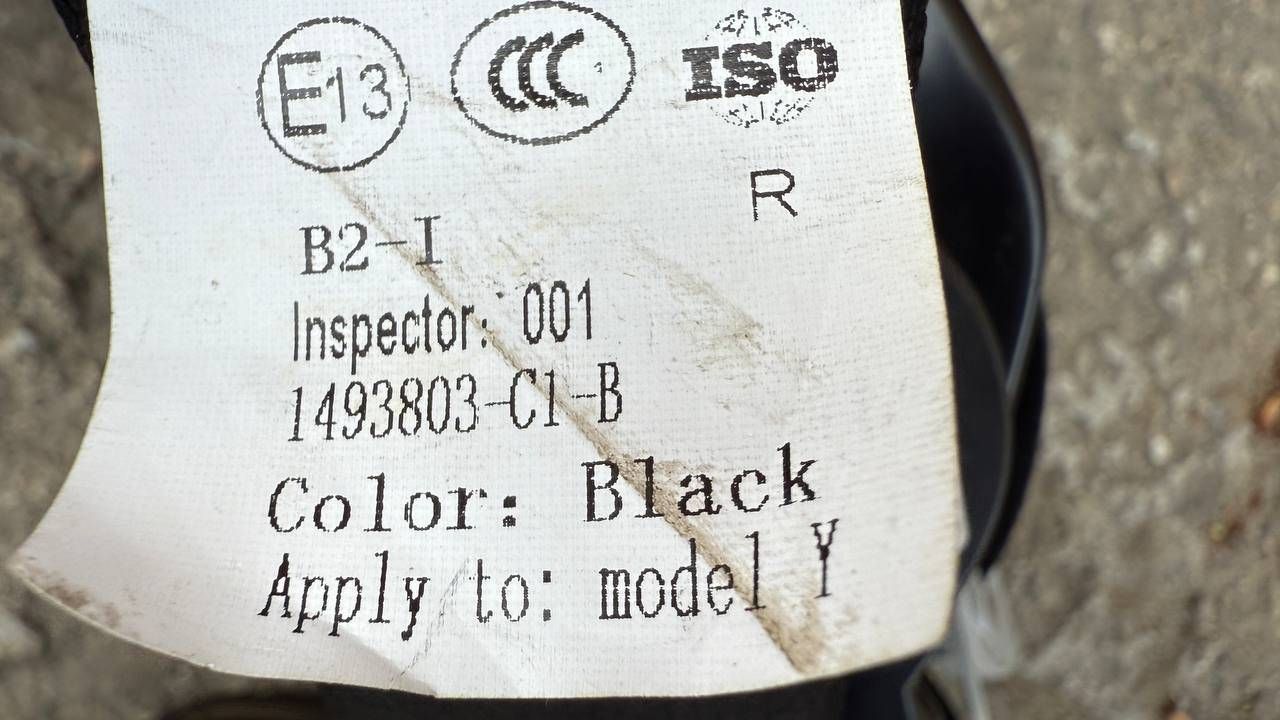 E13 CCC ISO
R
B2-I
Inspector: 001
1493803-C1-B
Color: Black
Apply to: model Y